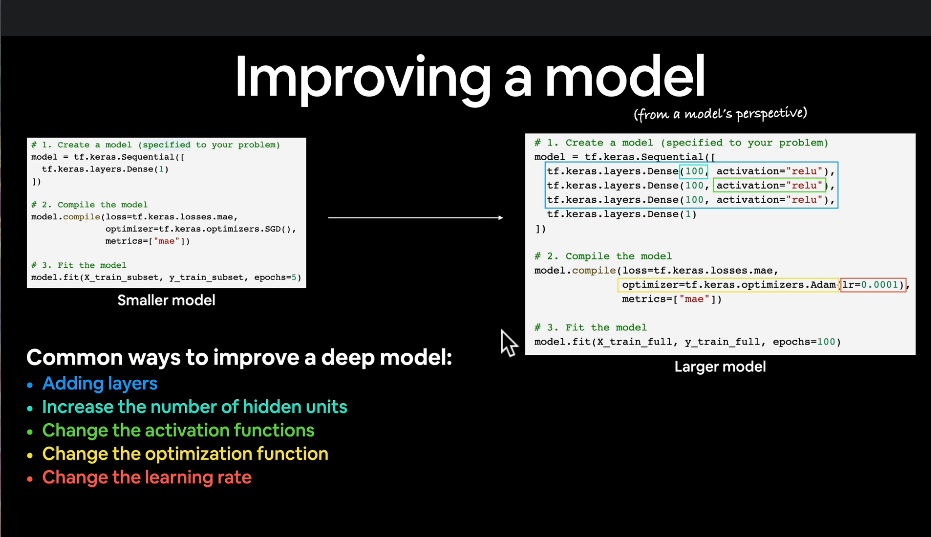 Improving a model
(from a model's perspective)
# 1. Create a model (specified to your problem)
model = tf.keras.Sequential([
  tf.keras.layers.Dense(1)
])
# 2. Compile the model
model.compile(loss=tf.keras.losses.mae,
              optimizer=tf.keras.optimizers.SGD(),
              metrics=["mae"])
# 3. Fit the model
model.fit(X_train_subset, y_train_subset, epochs=5)
Smaller model
# 1. Create a model (specified to your problem)
model = tf.keras.Sequential([
  tf.keras.layers.Dense(100, activation="relu"),
  tf.keras.layers.Dense(100, activation="relu"),
  tf.keras.layers.Dense(100, activation="relu"),
  tf.keras.layers.Dense(1)
])
# 2. Compile the model
model.compile(loss=tf.keras.losses.mae,
              optimizer=tf.keras.optimizers.Adam(lr=0.0001),
              metrics=["mae"])
# 3. Fit the model
model.fit(X_train_full, y_train_full, epochs=100)
Larger model
Common ways to improve a deep model:
• Adding layers
• Increase the number of hidden units
• Change the activation functions
• Change the optimization function
• Change the learning rate